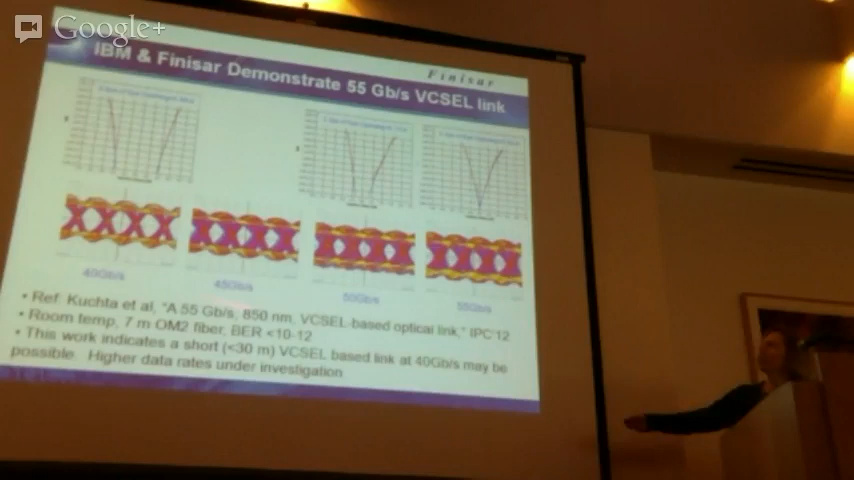 Google+
Finisar
IBM & Finisar Demonstrate 55 Gb/s VCSEL link
40Gb/s
45Gb/s
50Gb/s
55Gb/s
• Ref: Kuchta et al, "A 55 Gb/s, 850 nm, VCSEL-based optical link," IPC'12
• Room temp, 7 m OM2 fiber, BER <10-12
• This work indicates a short (<30 m) VCSEL based link at 40Gb/s may be
possible. Higher data rates under investigation